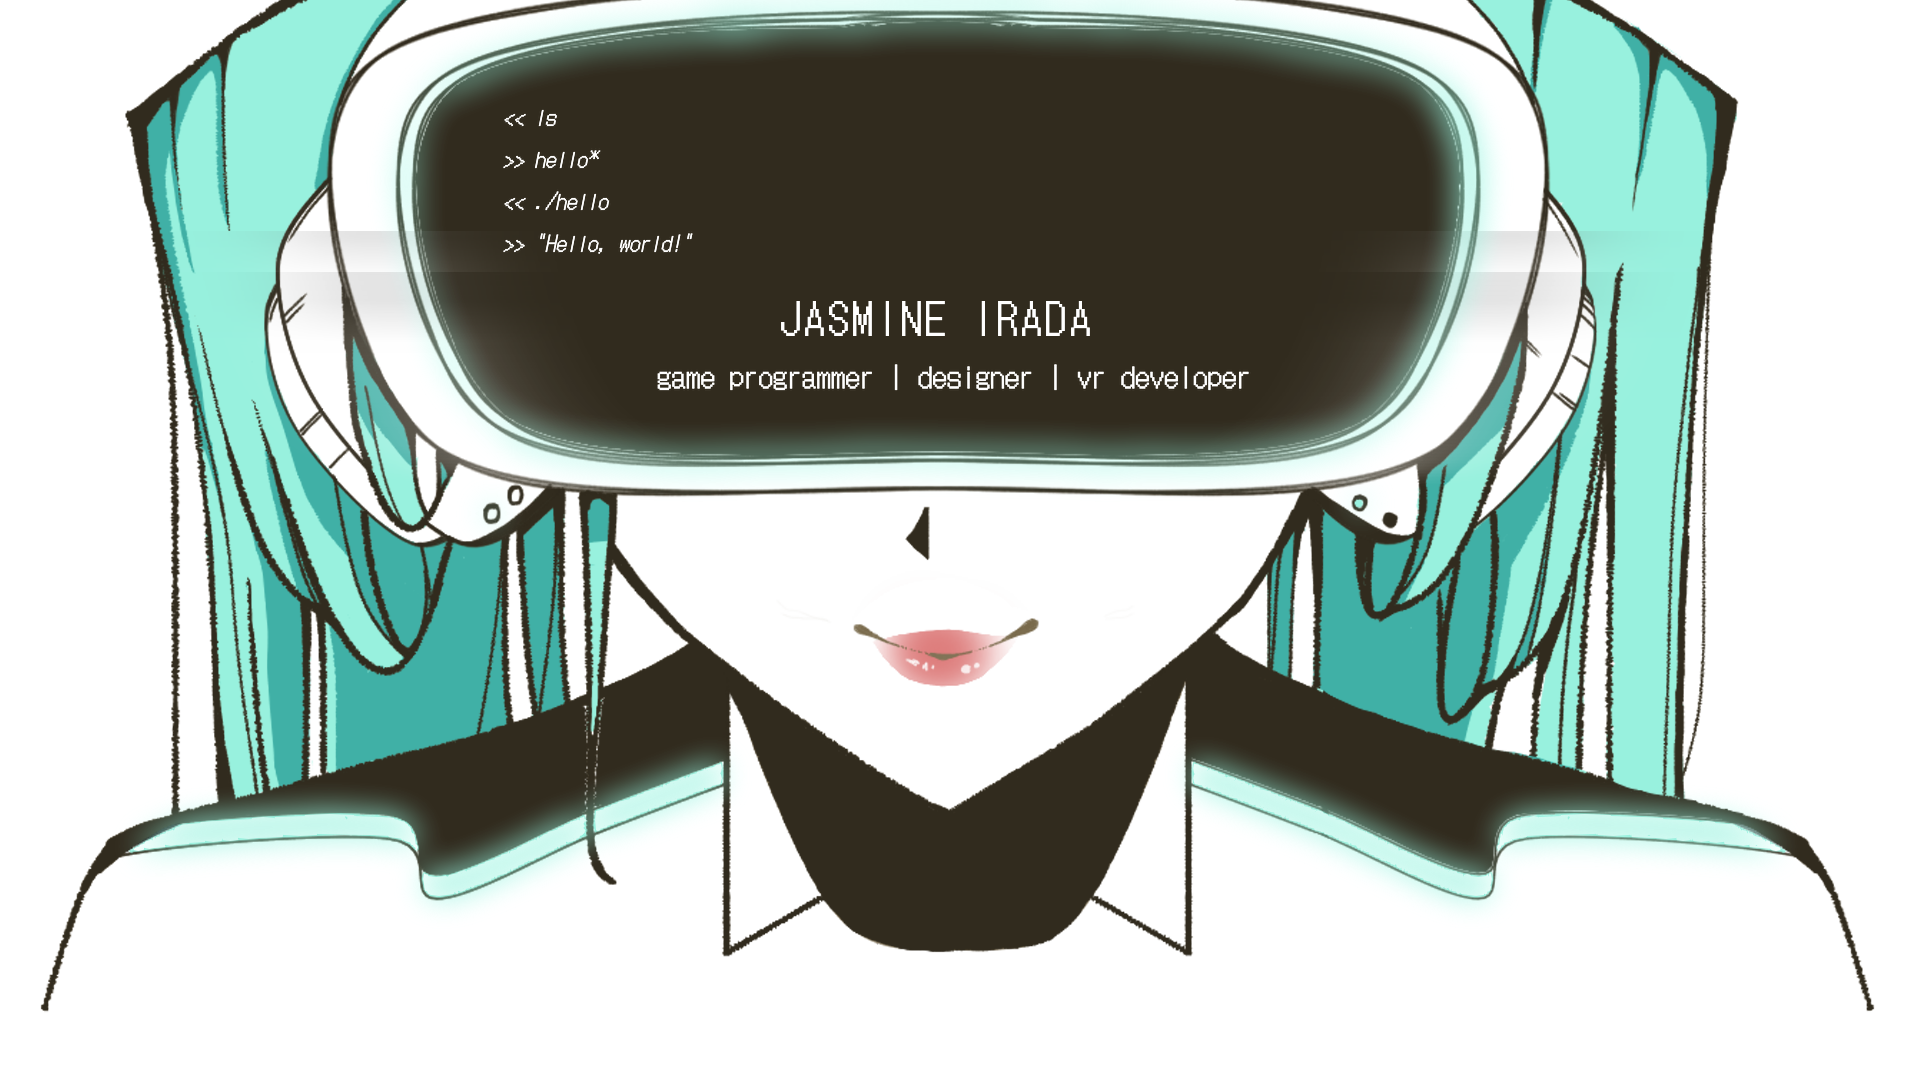 << ls
>> hello*
<< ./hello
>> "Hello, world!"
JASMINE IRADA
game programmer | designer | vr developer